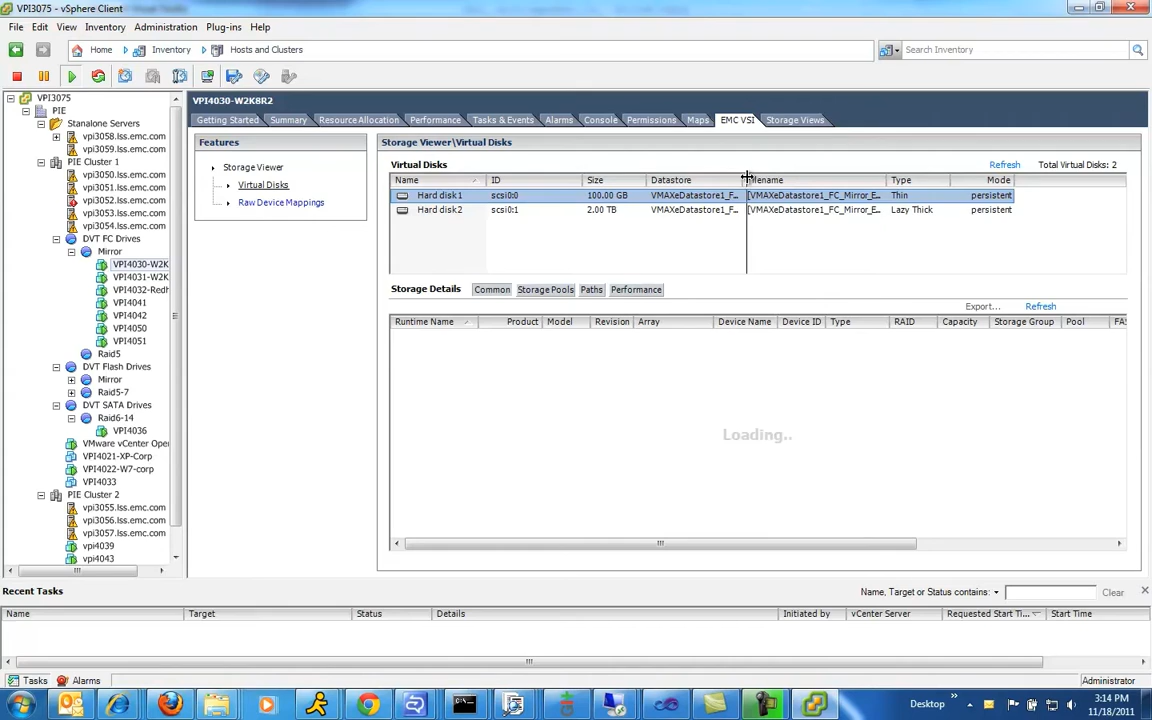 VPI3075 - vSphere Client
File Edit View Inventory Administration Plug-ins Help
Home Inventory Hosts and Clusters Search Inventory
VPI3075
PIE
Stanalone Servers
vpi3058.lss.emc.com
vpi3059.lss.emc.com
PIE Cluster 1
vpi3050.lss.emc.com
vpi3051.lss.emc.com
vpi3052.lss.emc.com
vpi3053.lss.emc.com
vpi3054.lss.emc.com
DVT FC Drives
Mirror
VPI4030-W2K
VPI4031-W2K
VPI4032-Redh
VPI4041
VPI4042
VPI4050
VPI4051
Raid5
DVT Flash Drives
Mirror
Raid5-7
DVT SATA Drives
Raid6-14
VPI4036
VMware vCenter Oper
VPI4021-XP-Corp
VPI4022-W7-corp
VPI4033
PIE Cluster 2
vpi3055.lss.emc.com
vpi3056.lss.emc.com
vpi3057.lss.emc.com
vpi4039
vpi4043
VPI4030-W2K8R2
Getting Started Summary Resource Allocation Performance Tasks & Events Alarms Console Permissions Maps EMC VSI Storage Views
Features
Storage Viewer
Virtual Disks
Raw Device Mappings
Storage Viewer\Virtual Disks
Virtual Disks Refresh Total Virtual Disks: 2
Name ID Size Datastore Filename Type Mode
Hard disk1 scsi0:0 100.00 GB VMAXeDatastore1_F... [VMAXeDatastore1_FC_Mirror_E... Thin persistent
Hard disk2 scsi0:1 2.00 TB VMAXeDatastore1_F... [VMAXeDatastore1_FC_Mirror_E... Lazy Thick persistent
Storage Details Common Storage Pools Paths Performance
Export... Refresh
Runtime Name Product Model Revision Array Device Name Device ID Type RAID Capacity Storage Group Pool FAS
Loading..
Recent Tasks Name, Target or Status contains: Clear
Name Target Status Details Initiated by vCenter Server Requested Start Ti... Start Time
Tasks Alarms Administrator
Desktop » 3:14 PM
11/18/2011